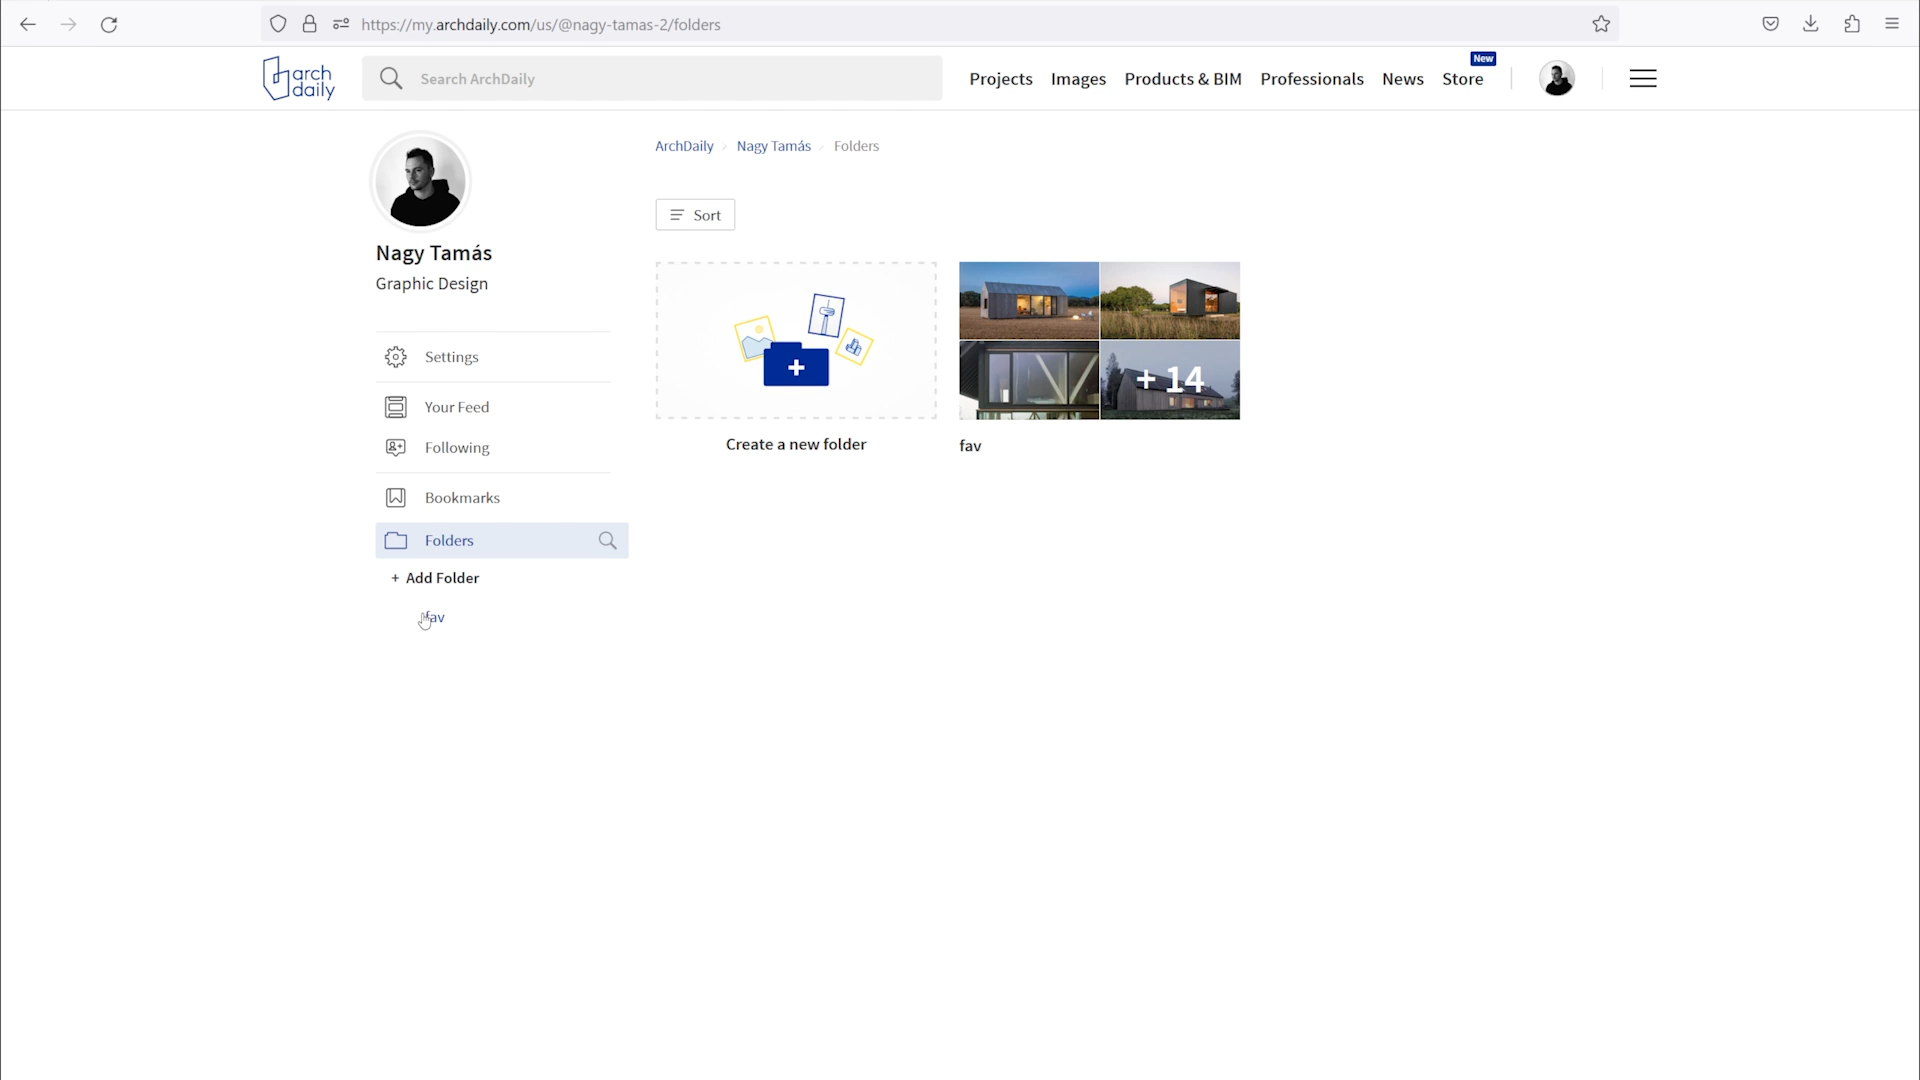 https://my.archdaily.com/us/@nagy-tamas-2/folders
arch
daily
Search ArchDaily
Projects
Images
Products & BIM
Professionals
News
Store
New
Nagy Tamás
Graphic Design
Settings
Your Feed
Following
Bookmarks
Folders
+ Add Folder
fav
ArchDaily
Nagy Tamás
Folders
Sort
Create a new folder
+ 14
fav